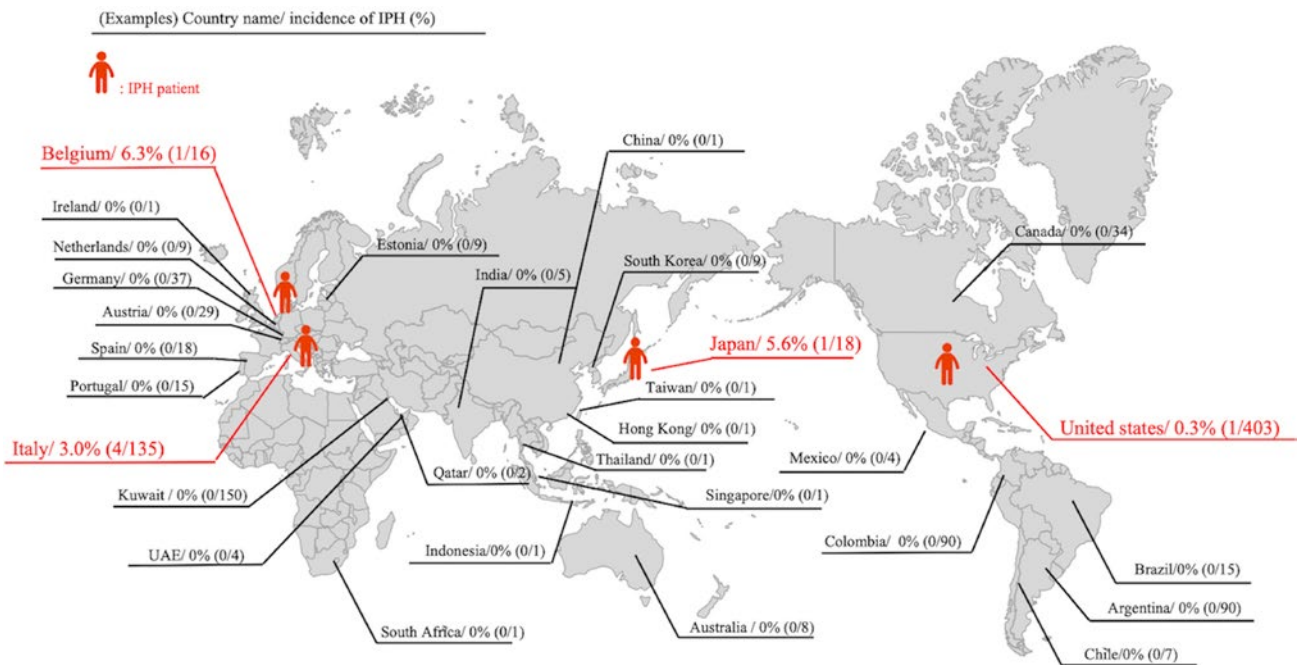 (Examples) Country name/ incidence of IPH (%)
: IPH patient
China/ 0% (0/1)
Belgium/ 6.3% (1/16)
Ireland/ 0% (0/1)
Canada/ 0% (0/34)
Netherlands/ 0% (0/9)
Estonia/ 0% (0/9)
South Korea/ 0% (0/9)
Germany/ 0% (0/37)
India/ 0% (0/5)
Austria/ 0% (0/29)
Japan/ 5.6% (1/18)
Spain/ 0% (0/18)
Portugal/ 0% (0/15)
Taiwan/ 0% (0/1)
Hong Kong/ 0% (0/1)
United states/ 0.3% (1/403)
Italy/ 3.0% (4/135)
Thailand/ 0% (0/1)
Mexico/ 0% (0/4)
Qatar/ 0% (0/2)
Kuwait / 0% (0/150)
Singapore/0% (0/1)
UAE/ 0% (0/4)
Indonesia/0% (0/1)
Colombia/ 0% (0/90)
Brazil/0% (0/15)
Argentina/ 0% (0/90)
South Africa/ 0% (0/1)
Australia / 0% (0/8)
Chile/0% (0/7)